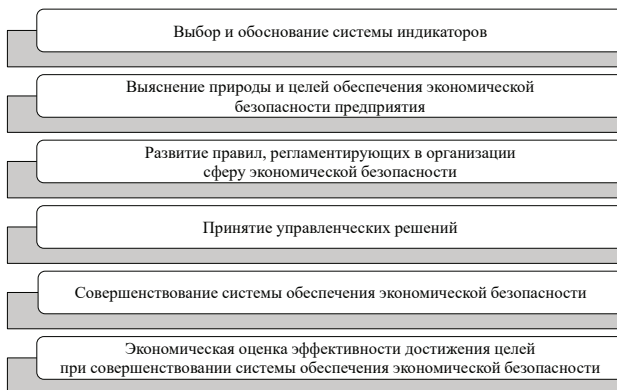 Выбор и обоснование системы индикаторов
Выяснение природы и целей обеспечения экономической
безопасности предприятия
Развитие правил, регламентирующих в организации
сферу экономической безопасности
Принятие управленческих решений
Совершенствование системы обеспечения экономической безопасности
Экономическая оценка эффективности достижения целей
при совершенствовании системы обеспечения экономической безопасности